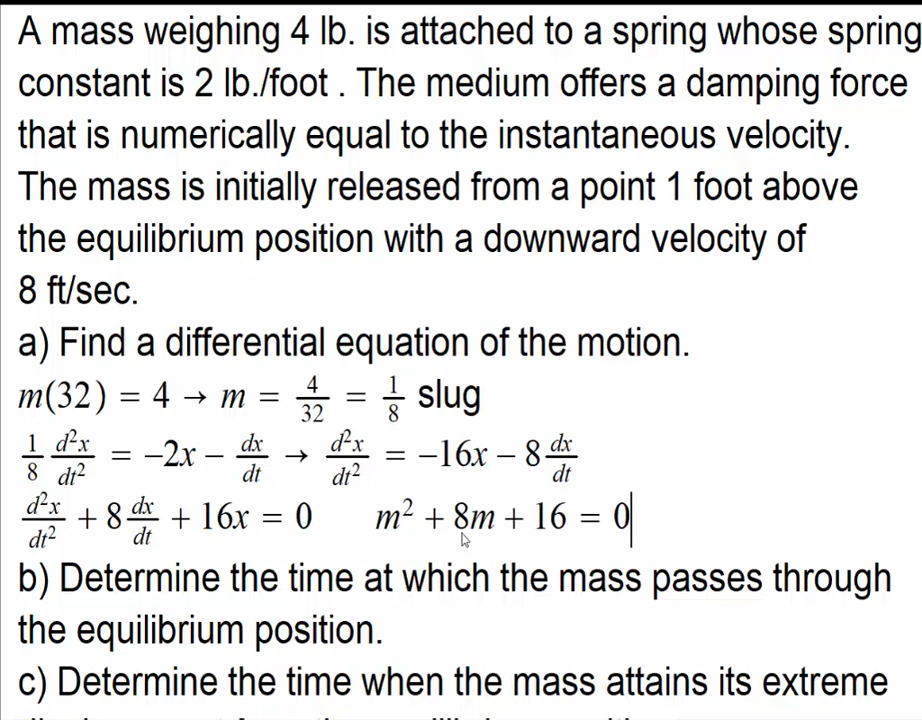 A mass weighing 4 lb. is attached to a spring whose spring
constant is 2 lb./foot . The medium offers a damping force
that is numerically equal to the instantaneous velocity.
The mass is initially released from a point 1 foot above
the equilibrium position with a downward velocity of
8 ft/sec.
a) Find a differential equation of the motion.
m(32) = 4 → m = 4/32 = 1/8 slug
1/8 d²x/dt² = −2x − dx/dt → d²x/dt² = −16x − 8 dx/dt
d²x/dt² + 8 dx/dt + 16x = 0 m² + 8m + 16 = 0
b) Determine the time at which the mass passes through
the equilibrium position.
c) Determine the time when the mass attains its extreme